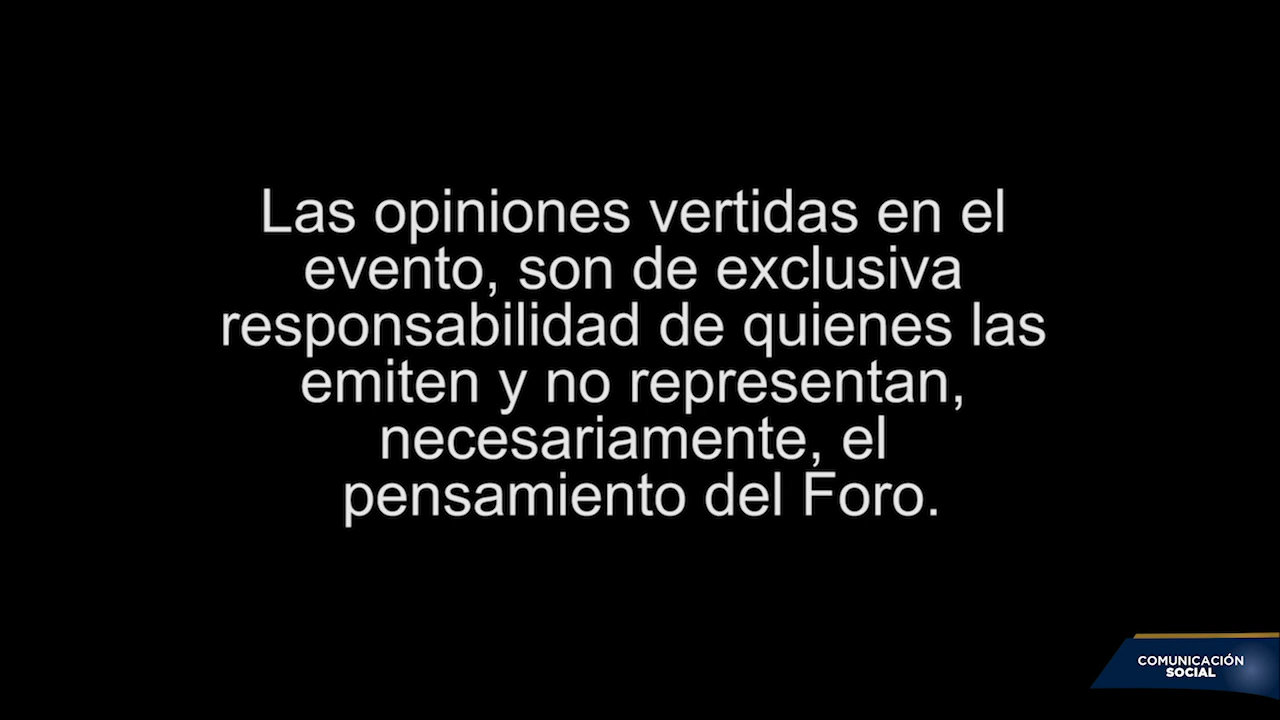 Las opiniones vertidas en el
evento, son de exclusiva
responsabilidad de quienes las
emiten y no representan,
necesariamente, el
pensamiento del Foro.
COMUNICACIÓN
SOCIAL